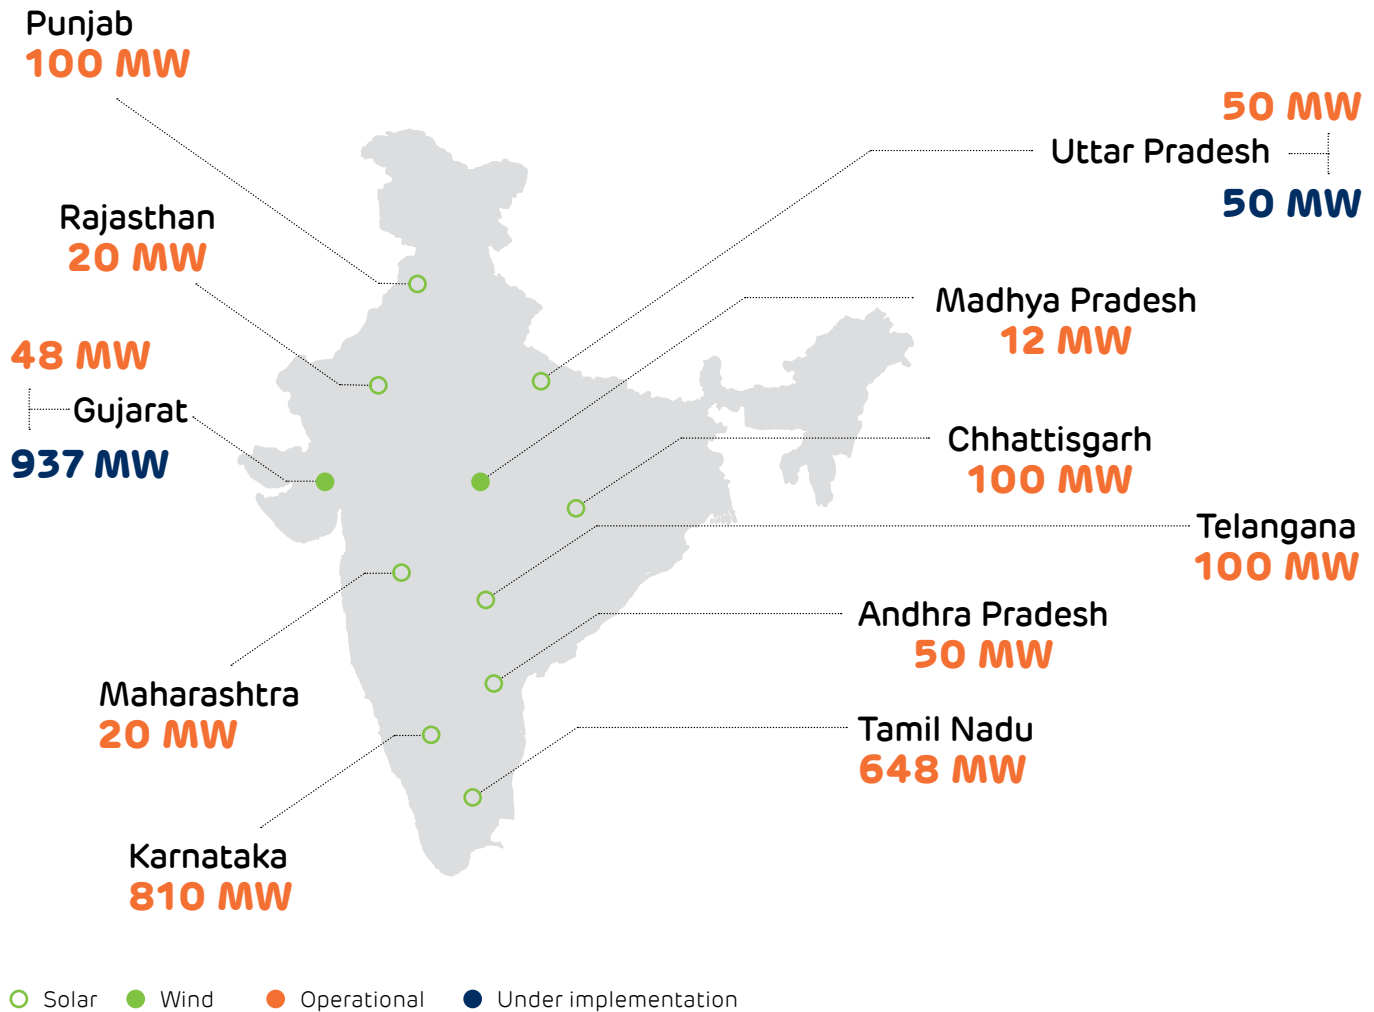 Punjab
100 MW
50 MW
Uttar Pradesh
50 MW
Rajasthan
20 MW
Madhya Pradesh
12 MW
48 MW
Gujarat
937 MW
Chhattisgarh
100 MW
Telangana
100 MW
Andhra Pradesh
50 MW
Maharashtra
20 MW
Tamil Nadu
648 MW
Karnataka
810 MW
Solar Wind Operational Under implementation